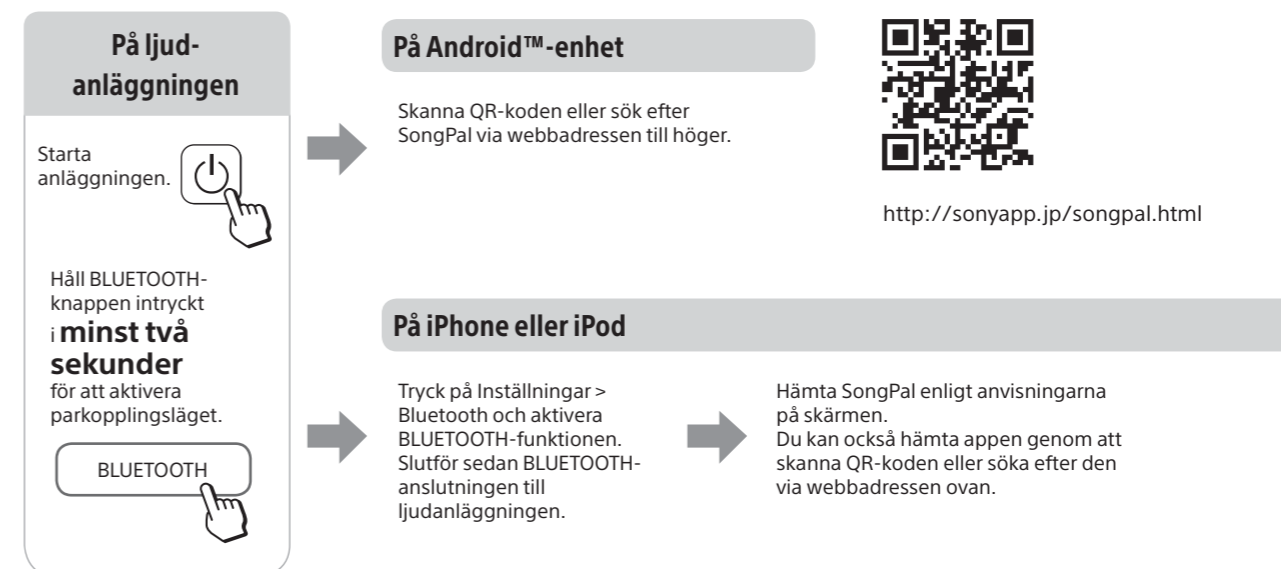 På ljud-
anläggningen
Starta
anläggningen.
Håll BLUETOOTH-
knappen intryckt
i minst två
sekunder
för att aktivera
parkopplingsläget.
BLUETOOTH
På Android™-enhet
Skanna QR-koden eller sök efter
SongPal via webbadressen till höger.
http://sonyapp.jp/songpal.html
På iPhone eller iPod
Tryck på Inställningar >
Bluetooth och aktivera
BLUETOOTH-funktionen.
Slutför sedan BLUETOOTH-
anslutningen till
ljudanläggningen.
Hämta SongPal enligt anvisningarna
på skärmen.
Du kan också hämta appen genom att
skanna QR-koden eller söka efter den
via webbadressen ovan.